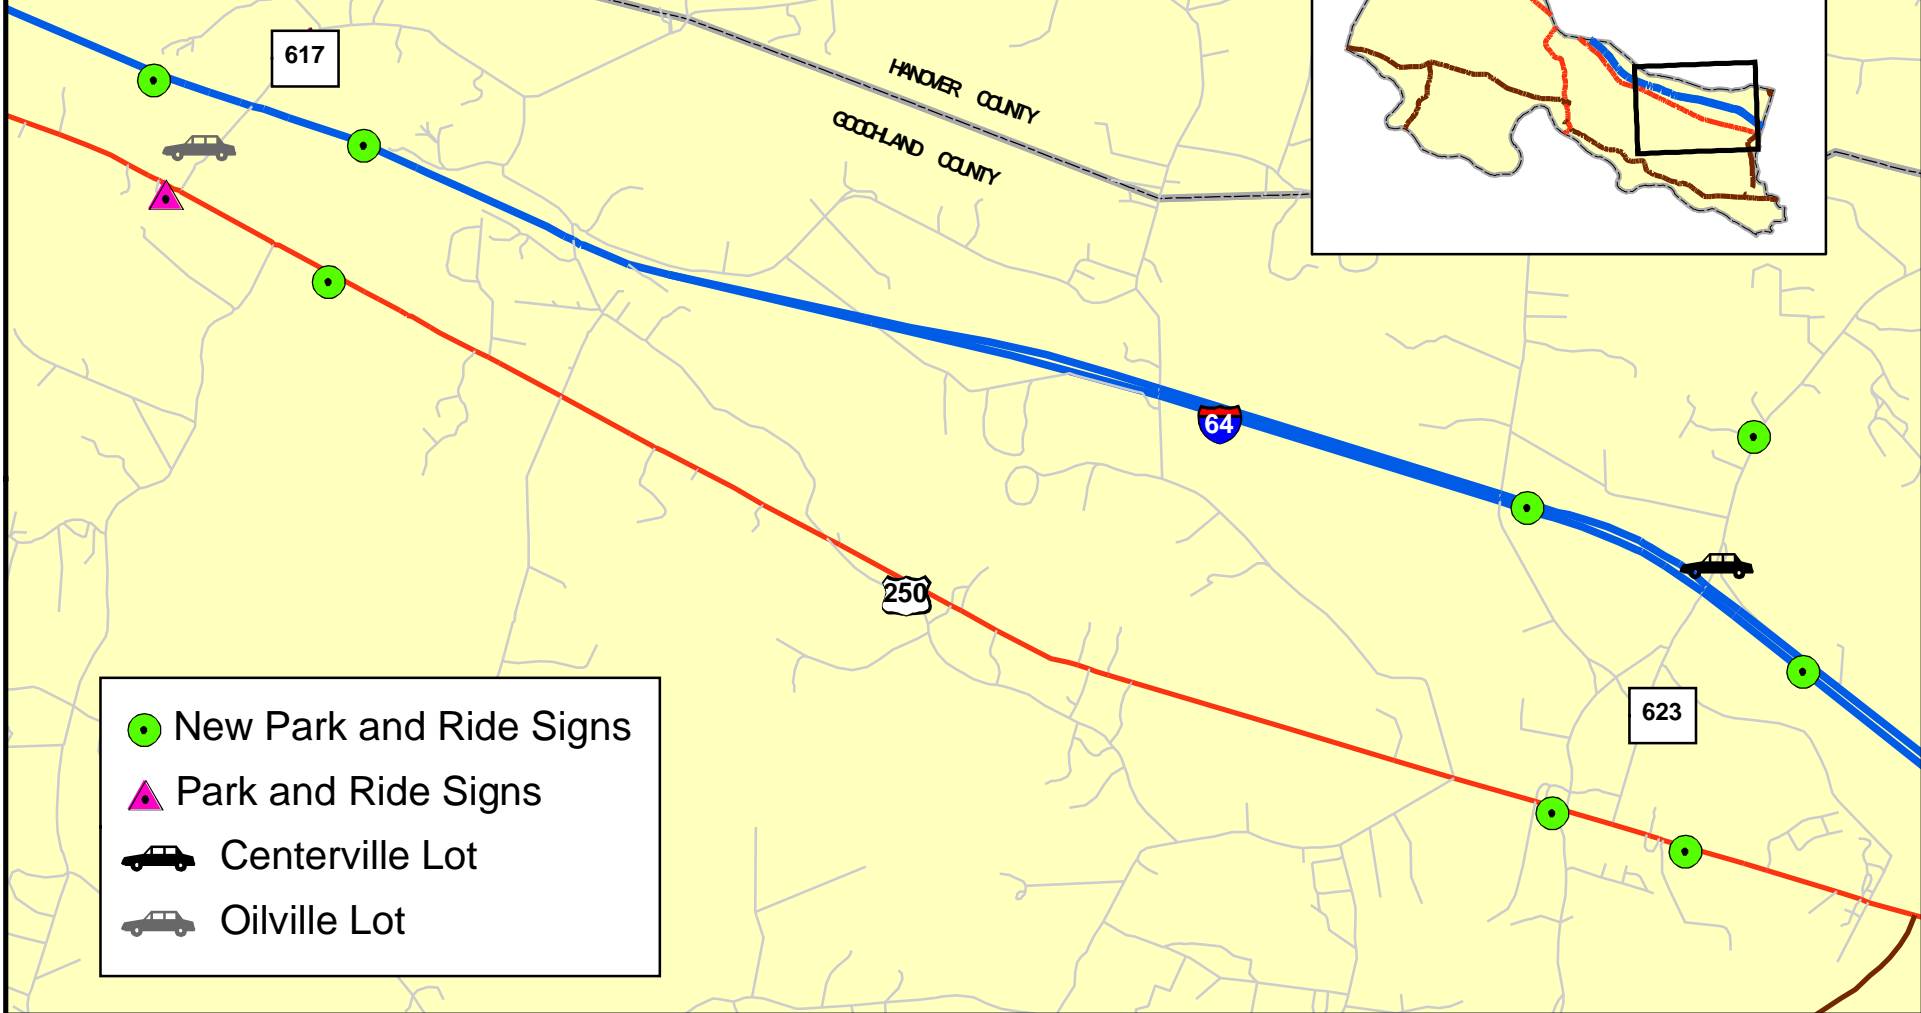 617
HANOVER COUNTY
GOOCHLAND COUNTY
64
250
623
New Park and Ride Signs
Park and Ride Signs
Centerville Lot
Oilville Lot